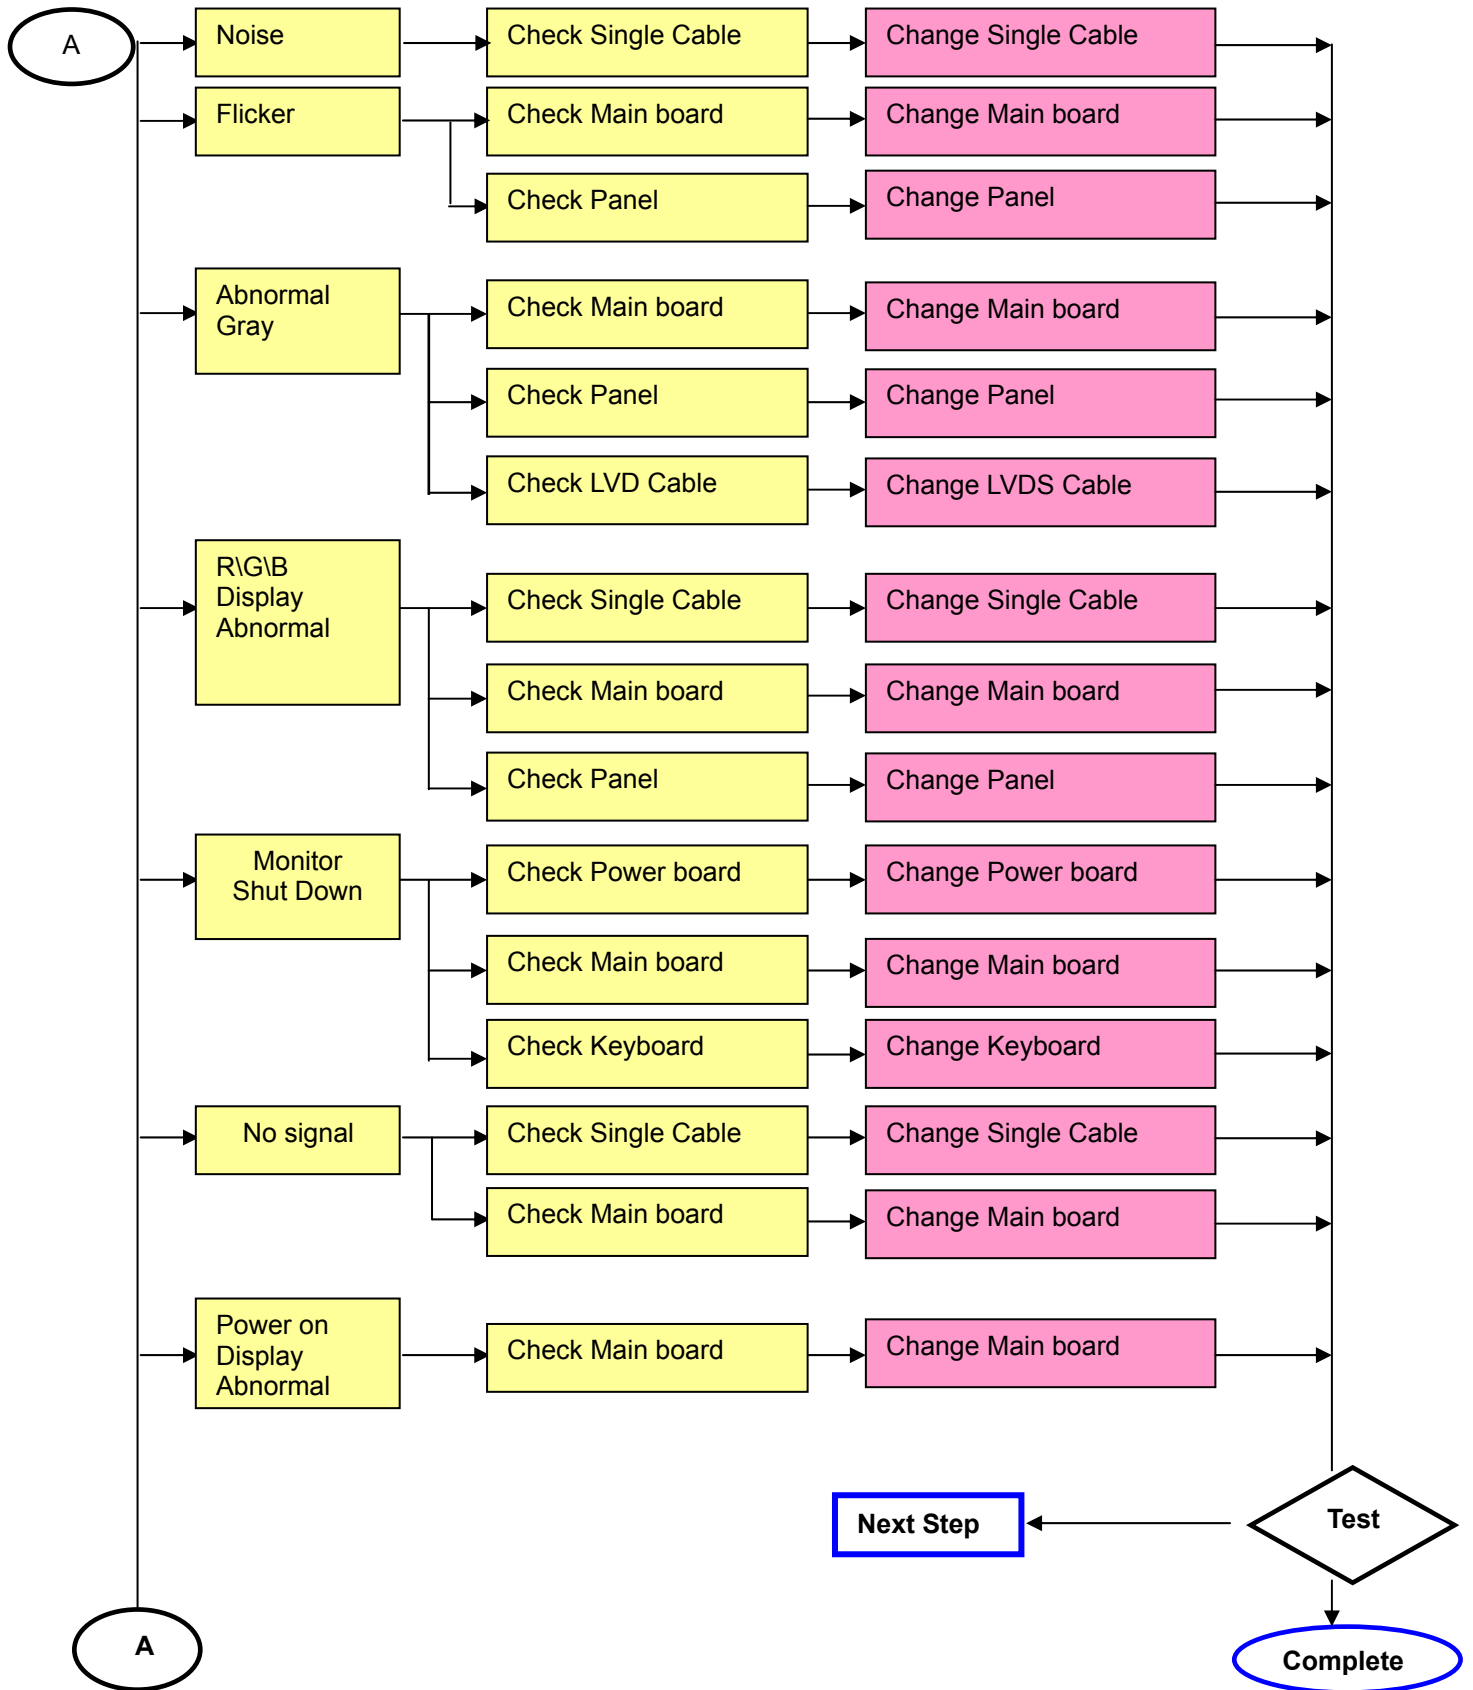 A
Noise
Check Single Cable
Change Single Cable
Flicker
Check Main board
Change Main board
Check Panel
Change Panel
Abnormal
Gray
Check Main board
Change Main board
Check Panel
Change Panel
Check LVD Cable
Change LVDS Cable
R\G\B
Display
Abnormal
Check Single Cable
Change Single Cable
Check Main board
Change Main board
Check Panel
Change Panel
Monitor
Shut Down
Check Power board
Change Power board
Check Main board
Change Main board
Check Keyboard
Change Keyboard
No signal
Check Single Cable
Change Single Cable
Check Main board
Change Main board
Power on
Display
Abnormal
Check Main board
Change Main board
Next Step
Test
A
Complete